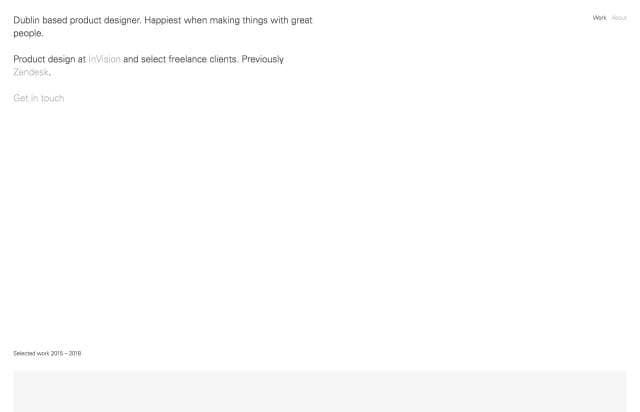 Dublin based product designer. Happiest when making things with great
people.
Work About
Product design at InVision and select freelance clients. Previously
Zendesk.
Get in touch
Selected work 2015 – 2018